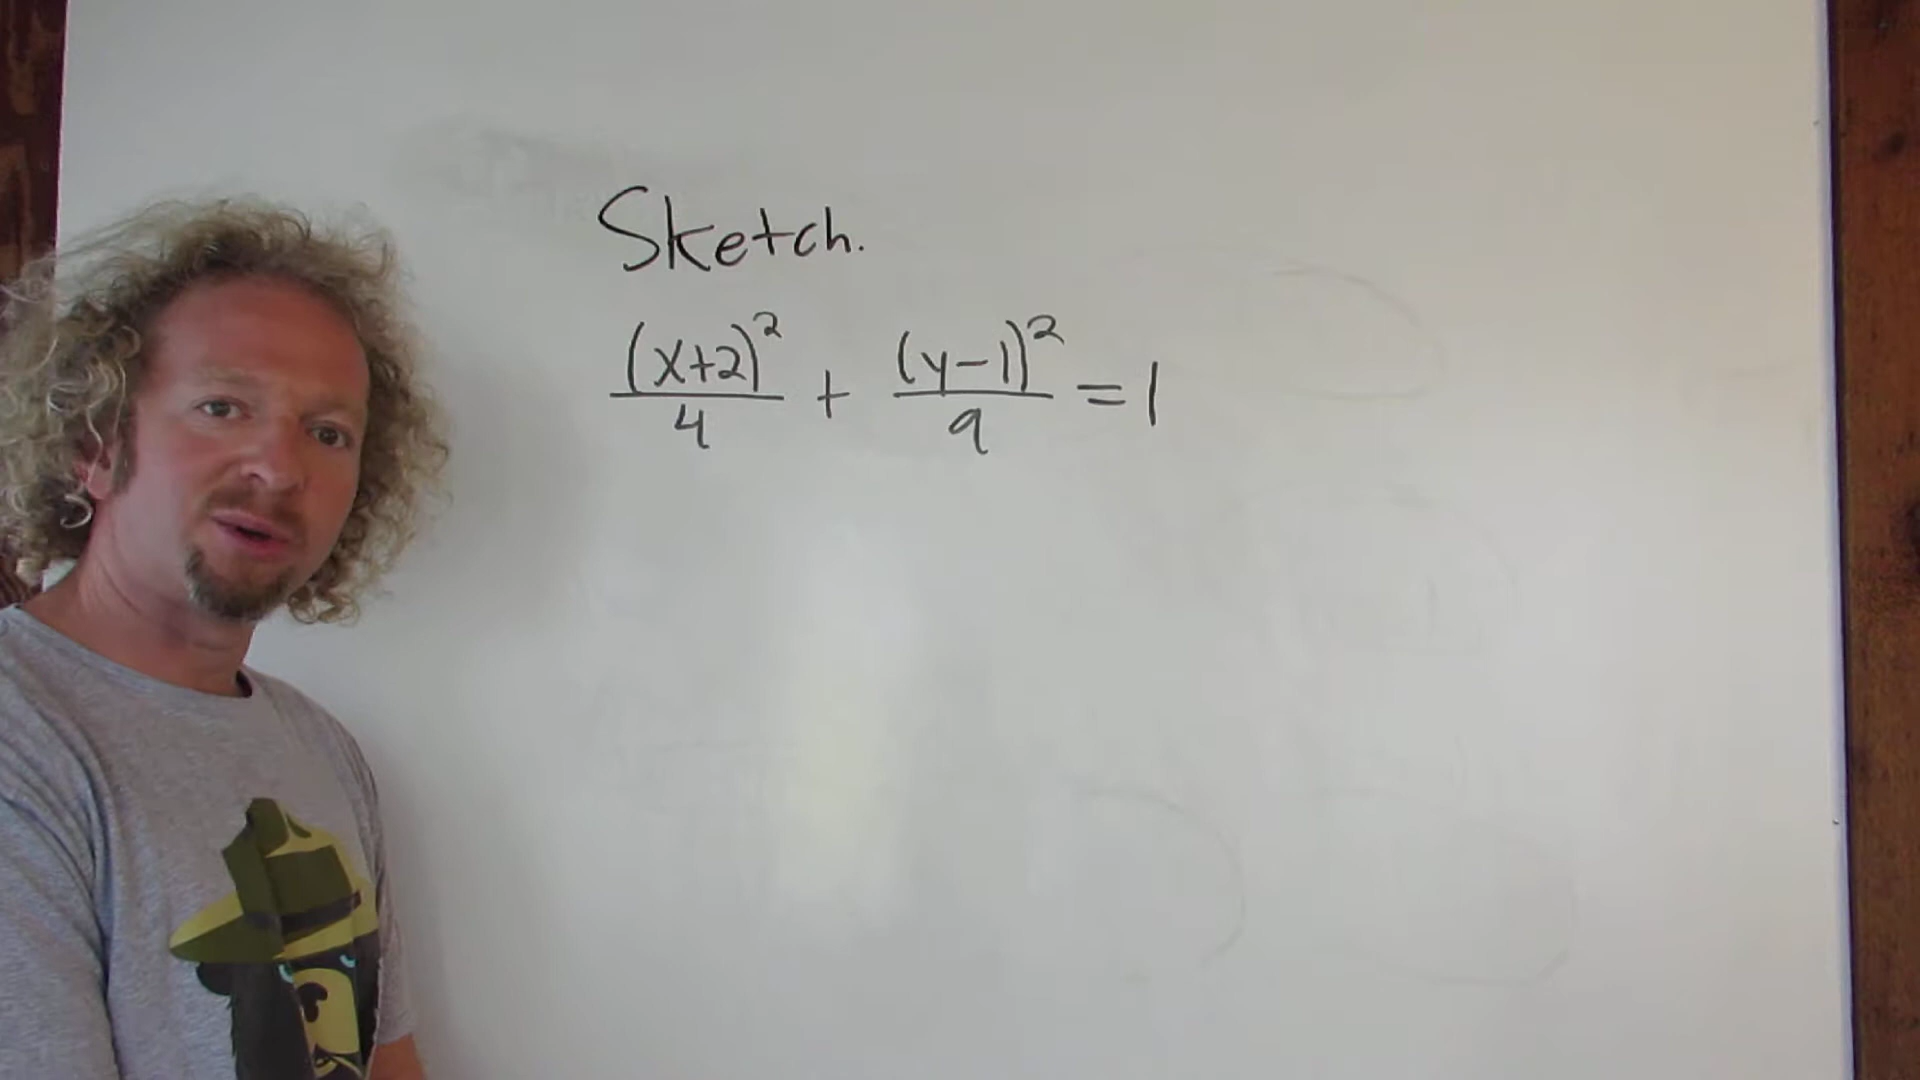 Sketch.
(x+2)²/4 + (y-1)²/9 = 1